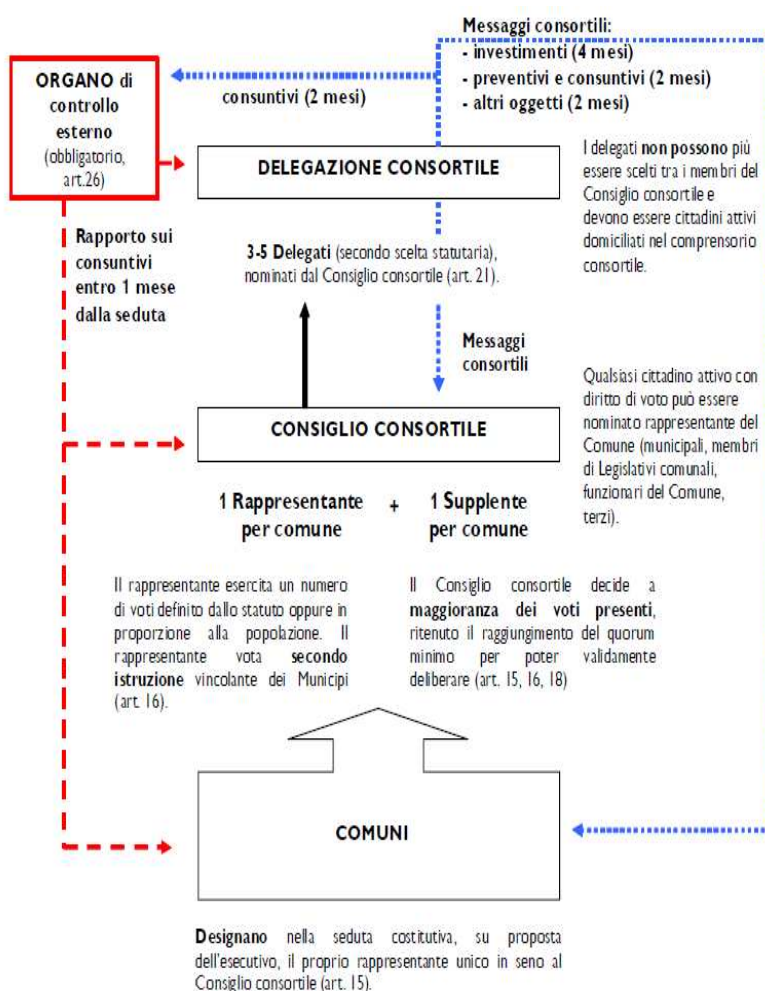 Messaggi consortili:
- investimenti (4 mesi)
- preventivi e consuntivi (2 mesi)
- altri oggetti (2 mesi)
ORGANO di
controllo
esterno
(obbligatorio,
art.26)
consuntivi (2 mesi)
DELEGAZIONE CONSORTILE
I delegati non possono più
essere scelti tra i membri del
Consiglio consortile e
devono essere cittadini attivi
domiciliati nel comprensorio
consortile.
Rapporto sui
consuntivi
entro 1 mese
dalla seduta
3-5 Delegati (secondo scelta statutaria),
nominati dal Consiglio consortile (art. 21).
Messaggi
consortili
Qualsiasi cittadino attivo con
diritto di voto può essere
nominato rappresentante del
Comune (municipali, membri
di Legislativi comunali,
funzionari del Comune,
terzi).
CONSIGLIO CONSORTILE
1 Rappresentante
per comune
+
1 Supplente
per comune
Il rappresentante esercita un numero
di voti definito dallo statuto oppure in
proporzione alla popolazione. Il
rappresentante vota secondo
istruzione vincolante dei Municipi
(art. 16).
Il Consiglio consortile decide a
maggioranza dei voti presenti,
ritenuto il raggiungimento del quorum
minimo per poter validamente
deliberare (art. 15, 16, 18)
COMUNI
Designano nella seduta costitutiva, su proposta
dell'esecutivo, il proprio rappresentante unico in seno al
Consiglio consortile (art. 15).